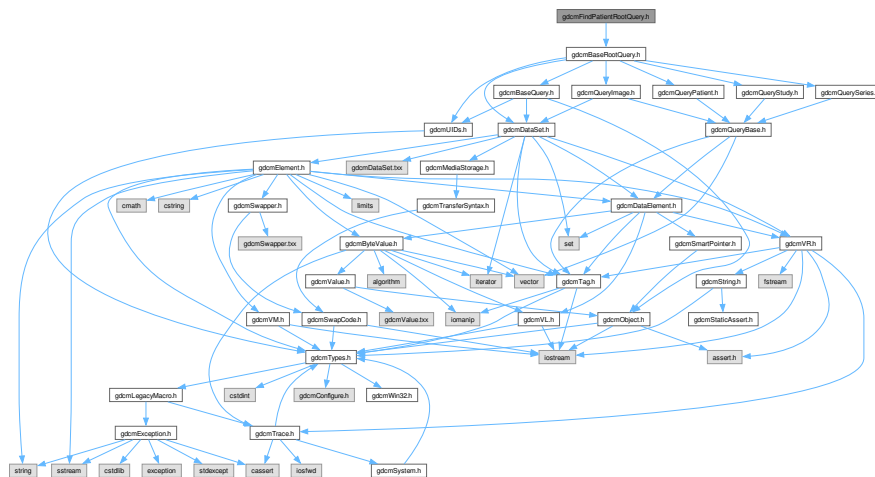 gdcmFindPatientRootQuery.h
gdcmBaseRootQuery.h
gdcmBaseQuery.h
gdcmQueryImage.h
gdcmQueryPatient.h
gdcmQueryStudy.h
gdcmQuerySeries.
gdcmUIDs.h
gdcmDataSet.h
gdcmQueryBase.h
gdcmElement.h
gdcmDataSet.txx
gdcmMediaStorage.h
cmath
cstring
gdcmSwapper.h
limits
gdcmTransferSyntax.h
gdcmDataElement.h
gdcmSwapper.txx
gdcmByteValue.h
set
gdcmSmartPointer.h
gdcmVR.h
gdcmValue.h
algorithm
iterator
vector
gdcmTag.h
gdcmString.h
fstream
gdcmVM.h
gdcmSwapCode.h
gdcmValue.txx
iomanip
gdcmVL.h
gdcmObject.h
gdcmStaticAssert.h
gdcmTypes.h
iostream
assert.h
gdcmLegacyMacro.h
cstdint
gdcmConfigure.h
gdcmWin32.h
gdcmException.h
gdcmTrace.h
string
sstream
cstdlib
exception
stdexcept
cassert
iosfwd
gdcmSystem.h